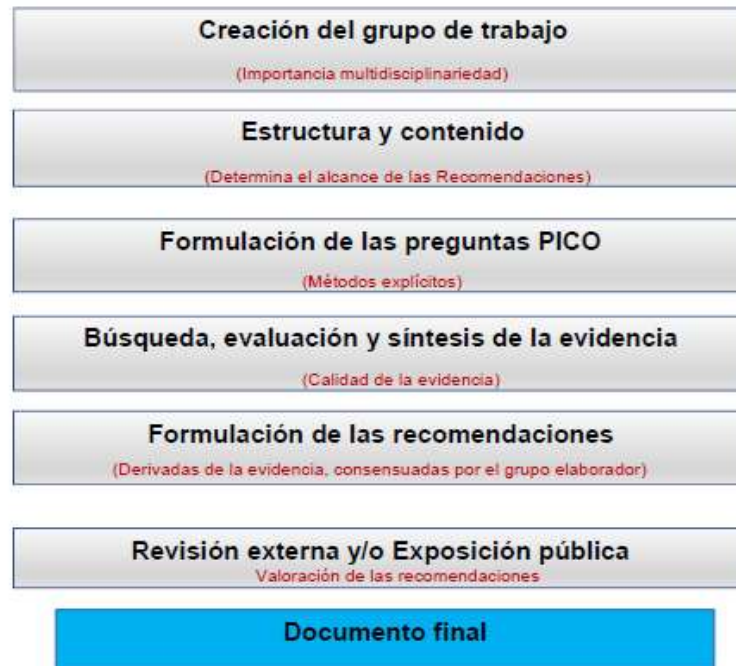 Creación del grupo de trabajo
(Importancia multidisciplinariedad)
Estructura y contenido
(Determina el alcance de las Recomendaciones)
Formulación de las preguntas PICO
(Métodos explícitos)
Búsqueda, evaluación y síntesis de la evidencia
(Calidad de la evidencia)
Formulación de las recomendaciones
(Derivadas de la evidencia, consensuadas por el grupo elaborador)
Revisión externa y/o Exposición pública
Valoración de las recomendaciones
Documento final